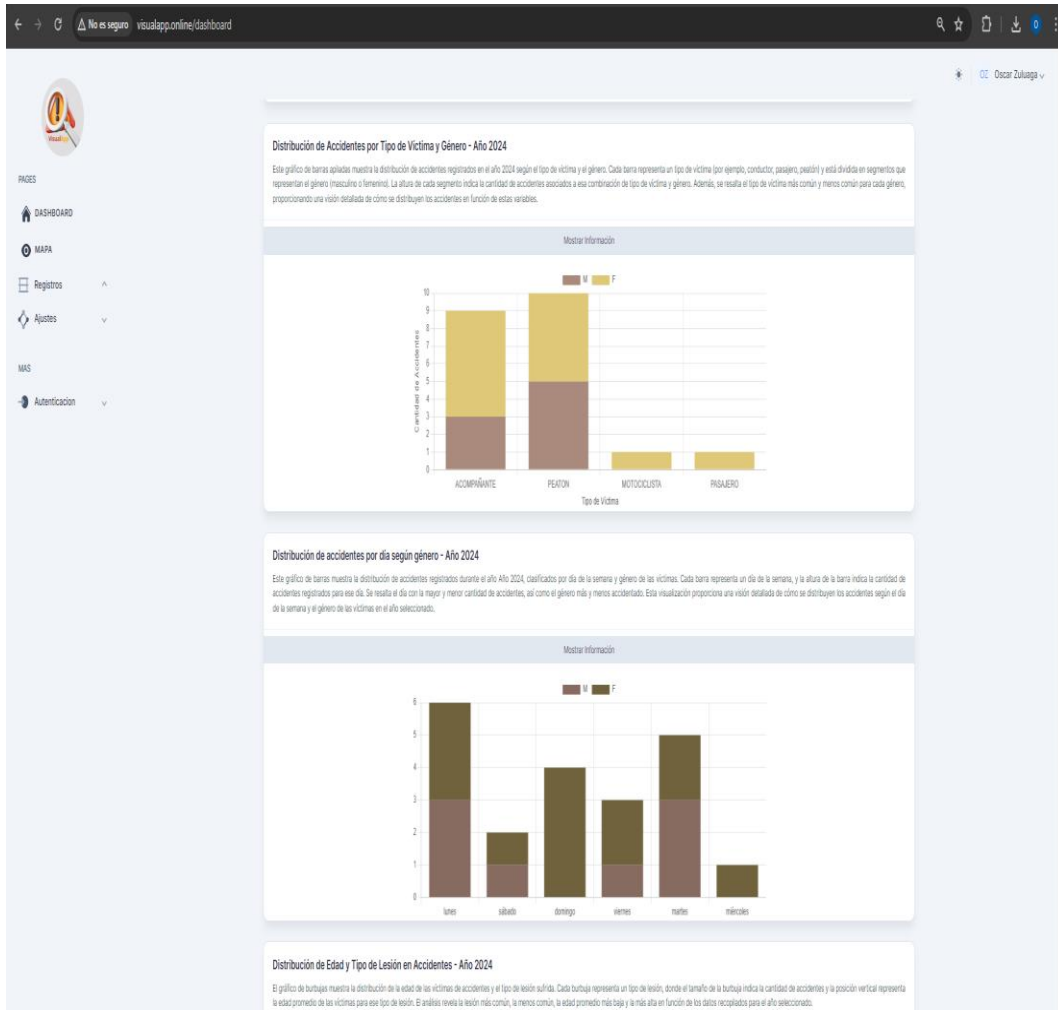 No es seguro visualapp.online/dashboard
OZ Oscar Zuluaga
VisualApp
PAGES
DASHBOARD
MAPA
Registros
Ajustes
MAS
Autenticacion
Distribución de Accidentes por Tipo de Víctima y Género - Año 2024
Este gráfico de barras apiladas muestra la distribución de accidentes registrados en el año 2024 según el tipo de víctima y el género. Cada barra representa un tipo de víctima (por ejemplo, conductor, pasajero, peatón) y está dividida en segmentos que
representan el género (masculino o femenino). La altura de cada segmento indica la cantidad de accidentes asociados a esa combinación de tipo de víctima y género. Además, se resalta el tipo de víctima más común y menos común para cada género,
proporcionando una visión detallada de cómo se distribuyen los accidentes en función de estas variables.
Mostrar Información
M F
10
9
8
7
6
5
4
3
2
1
0
Cantidad de Accidentes
ACOMPAÑANTE PEATON MOTOCICLISTA PASAJERO
Tipo de Víctima
Distribución de accidentes por día según género - Año 2024
Este gráfico de barras muestra la distribución de accidentes registrados durante el año Año 2024, clasificados por día de la semana y género de las víctimas. Cada barra representa un día de la semana, y la altura de la barra indica la cantidad de
accidentes registrados para ese día. Se resalta el día con la mayor y menor cantidad de accidentes, así como el género más y menos accidentado. Esta visualización proporciona una visión detallada de cómo se distribuyen los accidentes según el día
de la semana y el género de las víctimas en el año seleccionado.
Mostrar Información
M F
6
5
4
3
2
1
0
lunes sábado domingo viernes martes miércoles
Distribución de Edad y Tipo de Lesión en Accidentes - Año 2024
El gráfico de burbujas muestra la distribución de la edad de las víctimas de accidentes y el tipo de lesión sufrida. Cada burbuja representa un tipo de lesión, donde el tamaño de la burbuja indica la cantidad de accidentes y la posición vertical representa
la edad promedio de las víctimas para ese tipo de lesión. El análisis revela la lesión más común, la menos común, la edad promedio más baja y la más alta en función de los datos recopilados para el año seleccionado.